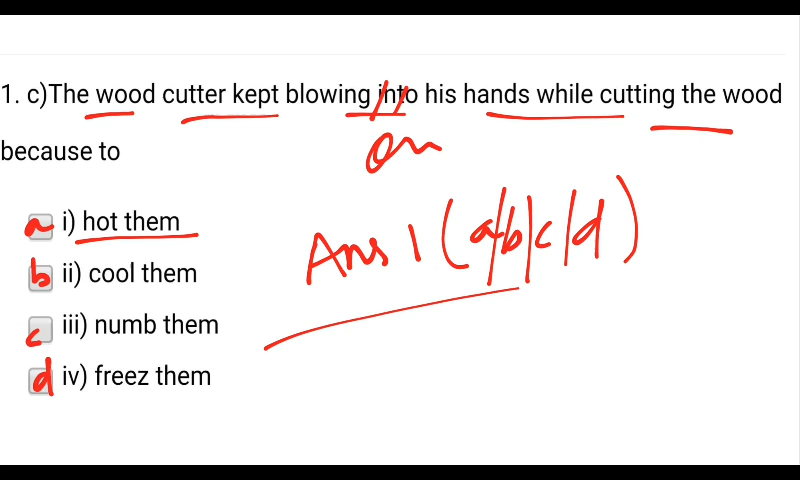 1. c)The wood cutter kept blowing into his hands while cutting the wood
on
because to
a i) hot them
Ans 1 (a/b/c/d)
b ii) cool them
c iii) numb them
d iv) freez them